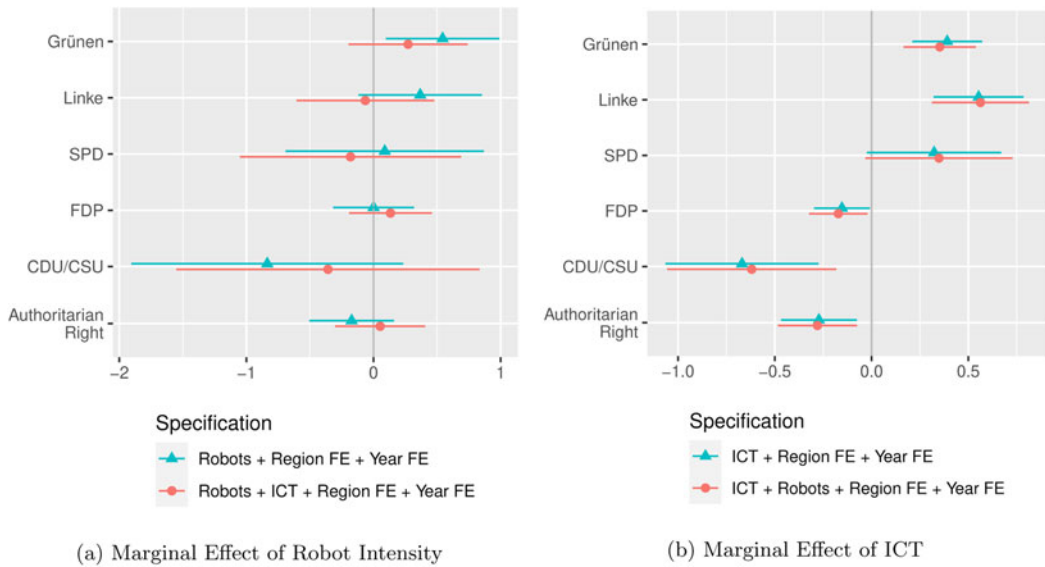 Grünen
Linke
SPD
FDP
CDU/CSU
Authoritarian
Right
−2
−1
0
1
Specification
Robots + Region FE + Year FE
Robots + ICT + Region FE + Year FE
(a) Marginal Effect of Robot Intensity
Grünen
Linke
SPD
FDP
CDU/CSU
Authoritarian
Right
−1.0
−0.5
0.0
0.5
Specification
ICT + Region FE + Year FE
ICT + Robots + Region FE + Year FE
(b) Marginal Effect of ICT